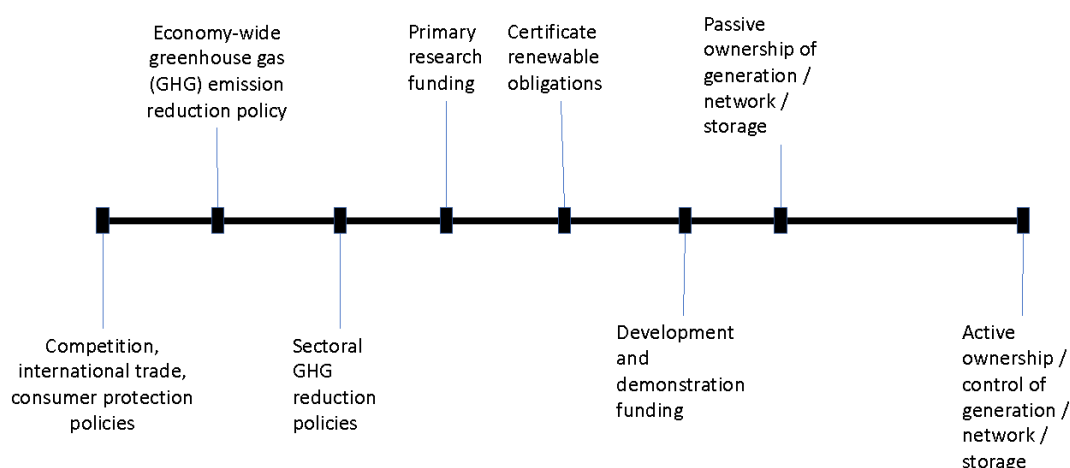 Economy-wide
greenhouse gas
(GHG) emission
reduction policy
Primary
research
funding
Certificate
renewable
obligations
Passive
ownership of
generation /
network /
storage
Competition,
international trade,
consumer protection
policies
Sectoral
GHG
reduction
policies
Development
and
demonstration
funding
Active
ownership /
control of
generation /
network /
storage